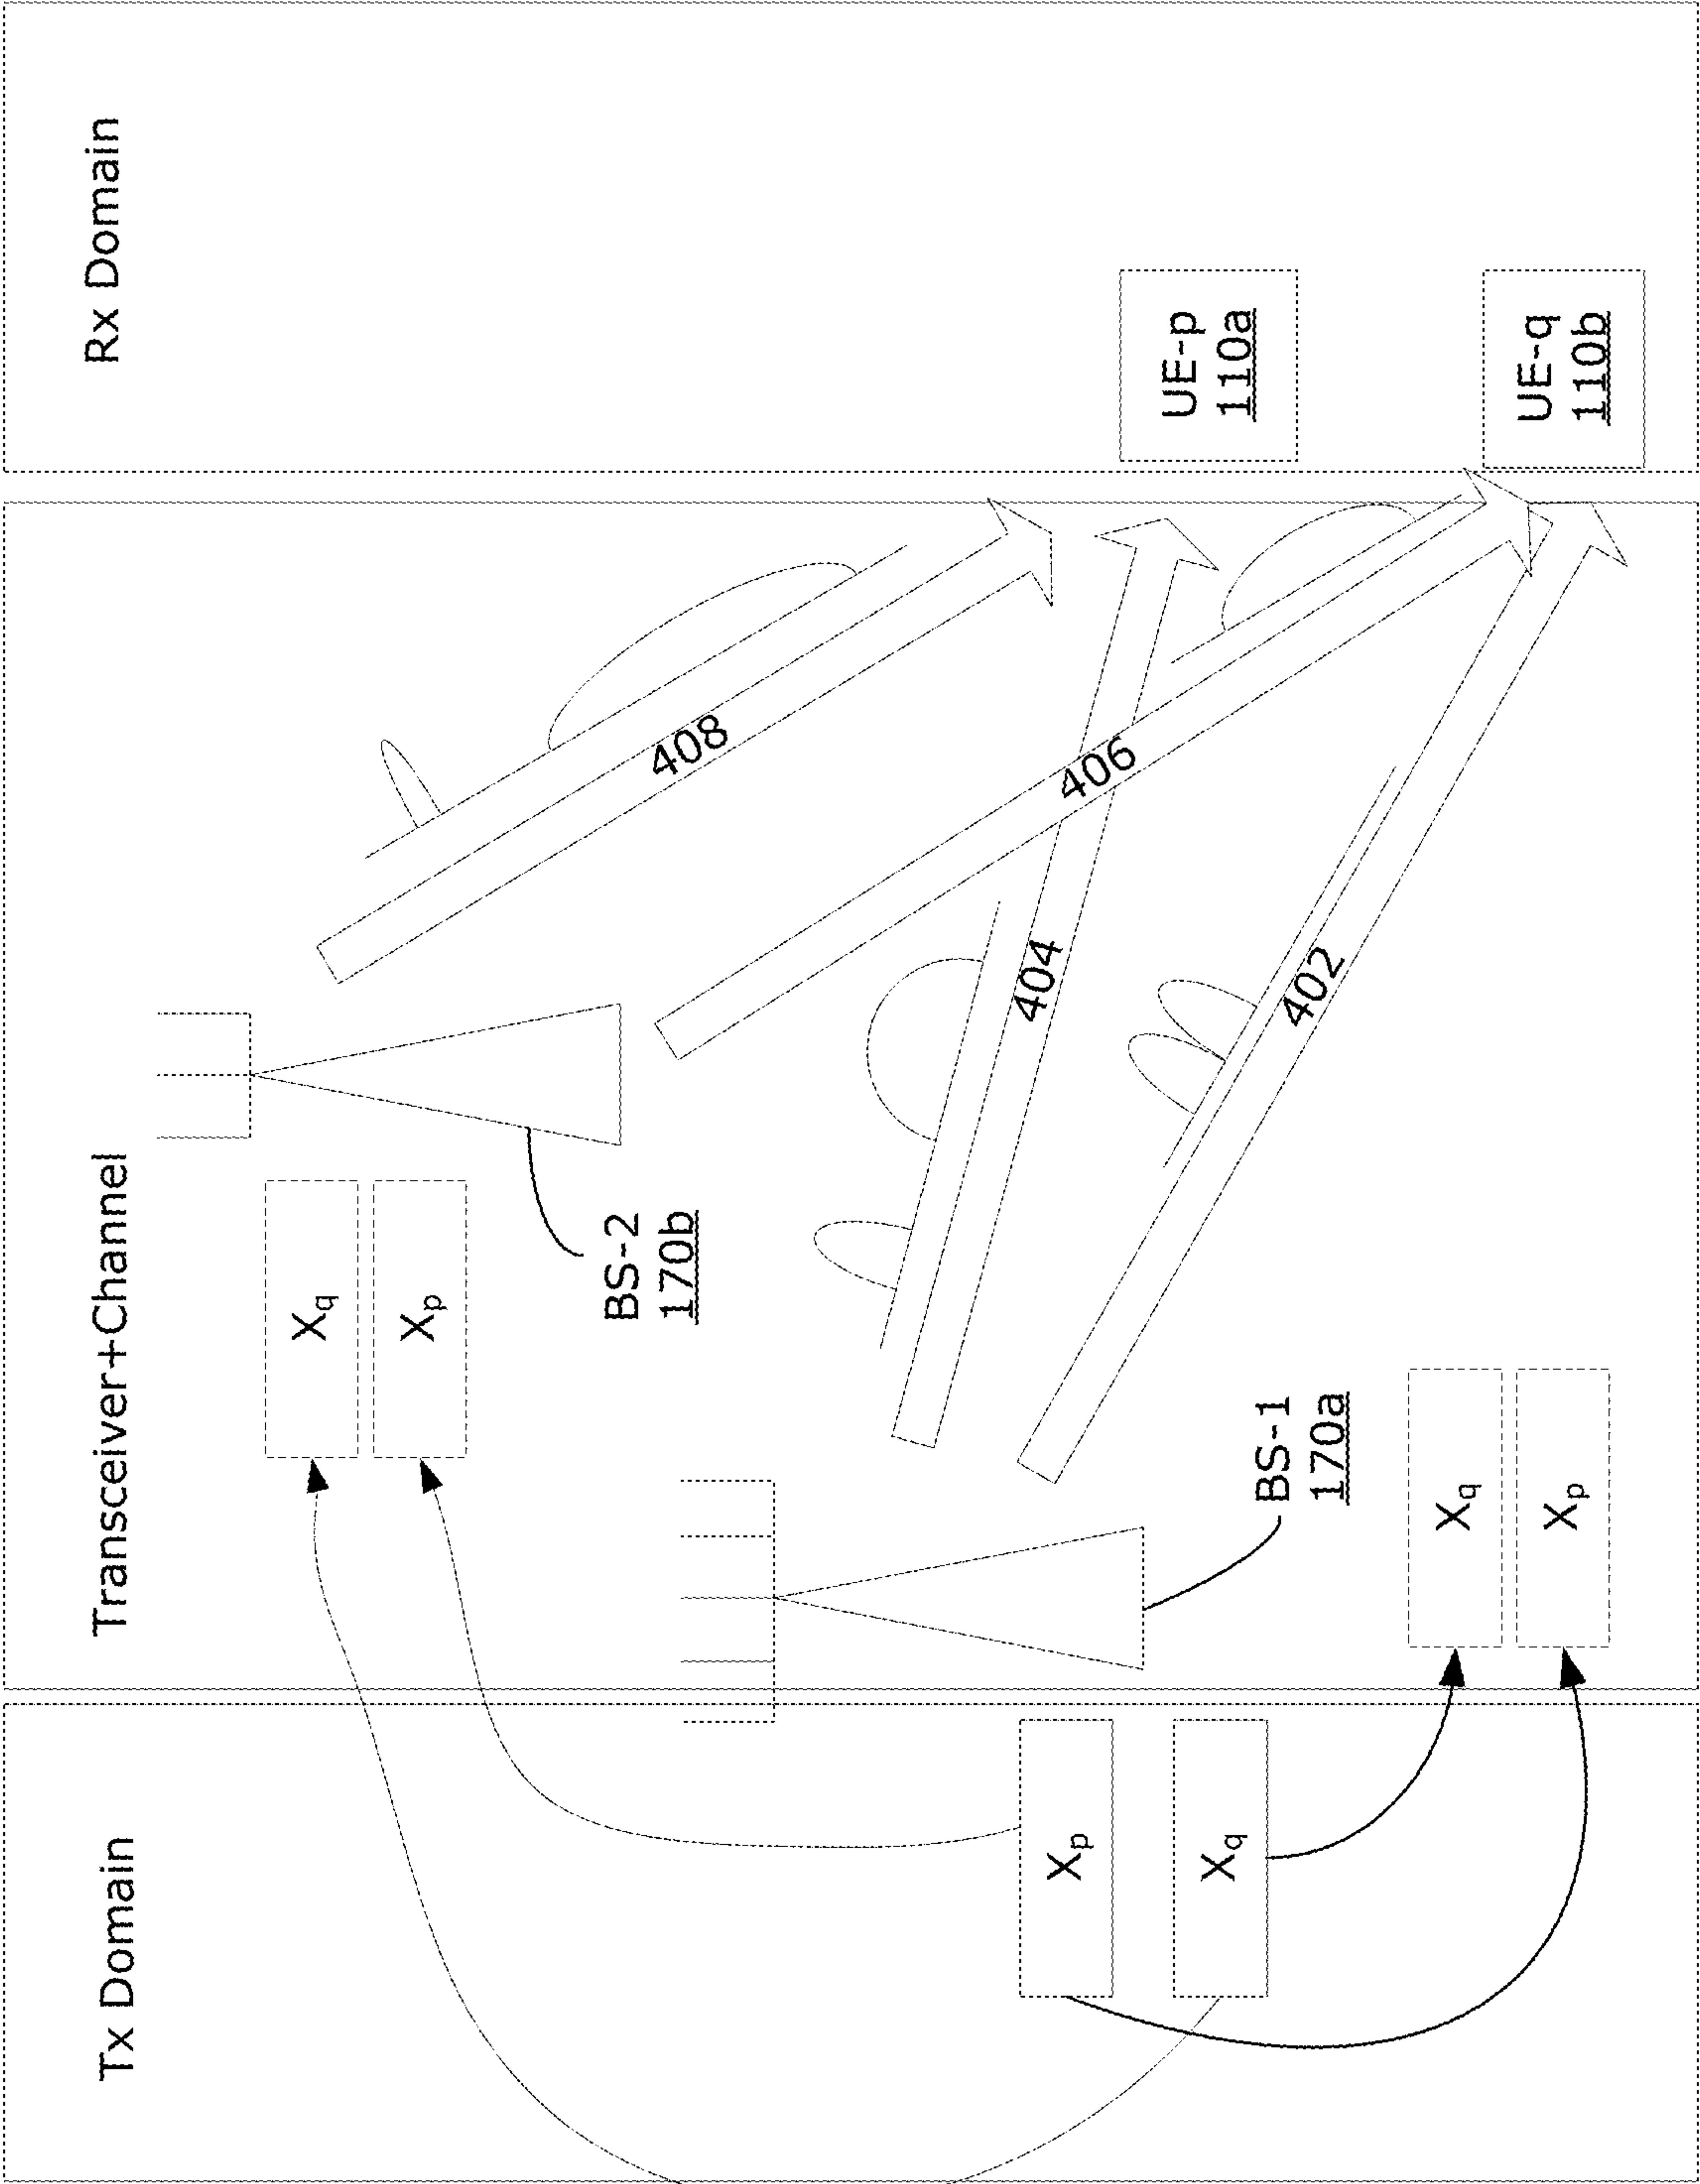 Tx Domain
Transceiver+Channel
Rx Domain
Xq
Xp
BS-2
170b
408
406
404
402
UE-p
110a
UE-q
110b
BS-1
170a
Xp
Xq
Xq
Xp